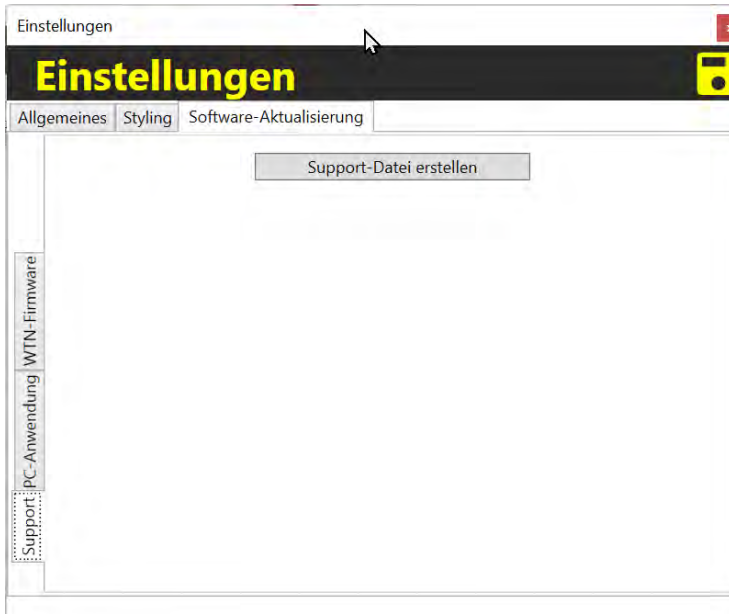 Einstellungen
Einstellungen
Allgemeines
Styling
Software-Aktualisierung
Support-Datei erstellen
WTN-Firmware
PC-Anwendung
Support